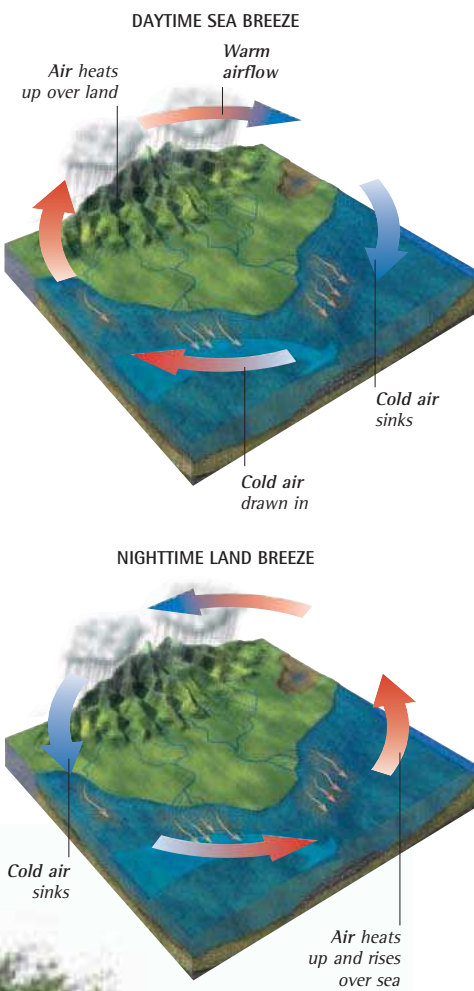 DAYTIME SEA BREEZE
Warm
airflow
Air heats
up over land
Cold air
sinks
Cold air
drawn in
NIGHTTIME LAND BREEZE
Cold air
sinks
Air heats
up and rises
over sea